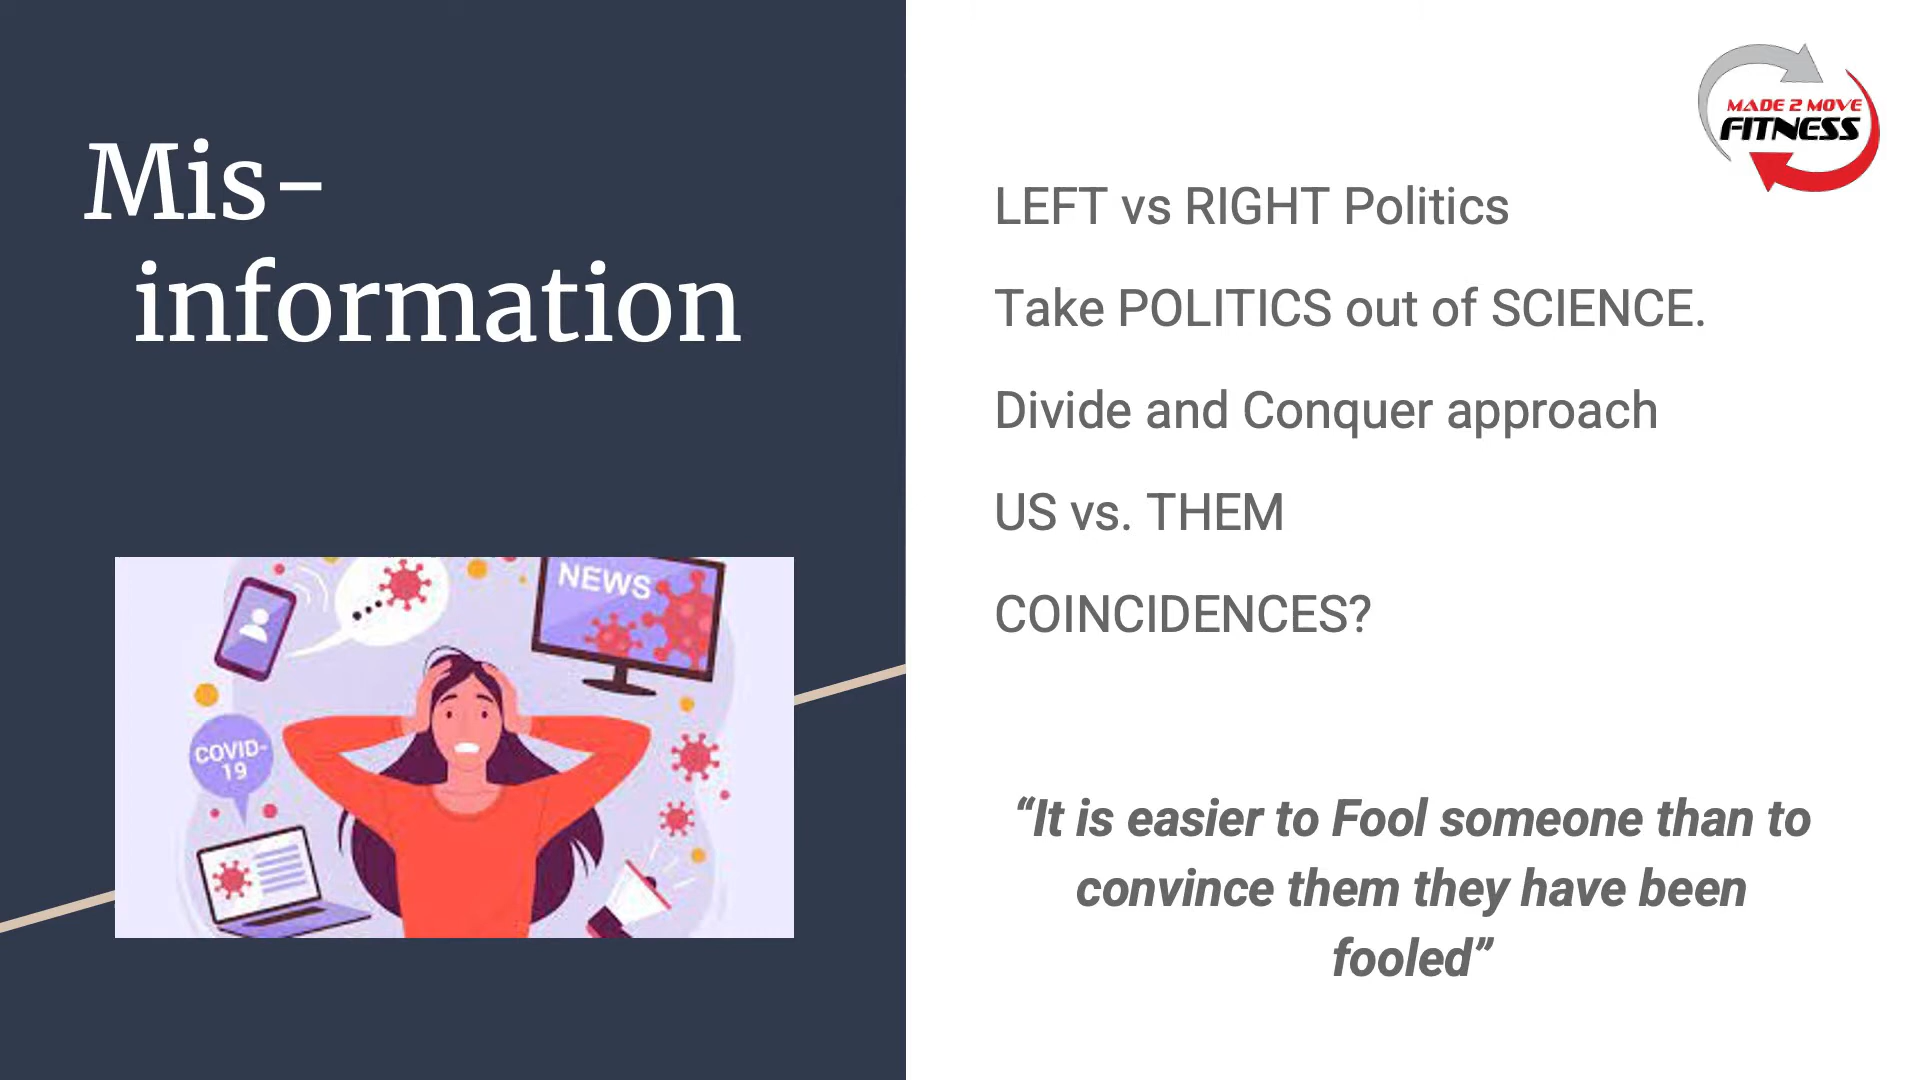 Mis-
information
NEWS
COVID-
19
MADE 2 MOVE
FITNESS
LEFT vs RIGHT Politics
Take POLITICS out of SCIENCE.
Divide and Conquer approach
US vs. THEM
COINCIDENCES?
“It is easier to Fool someone than to
convince them they have been
fooled”